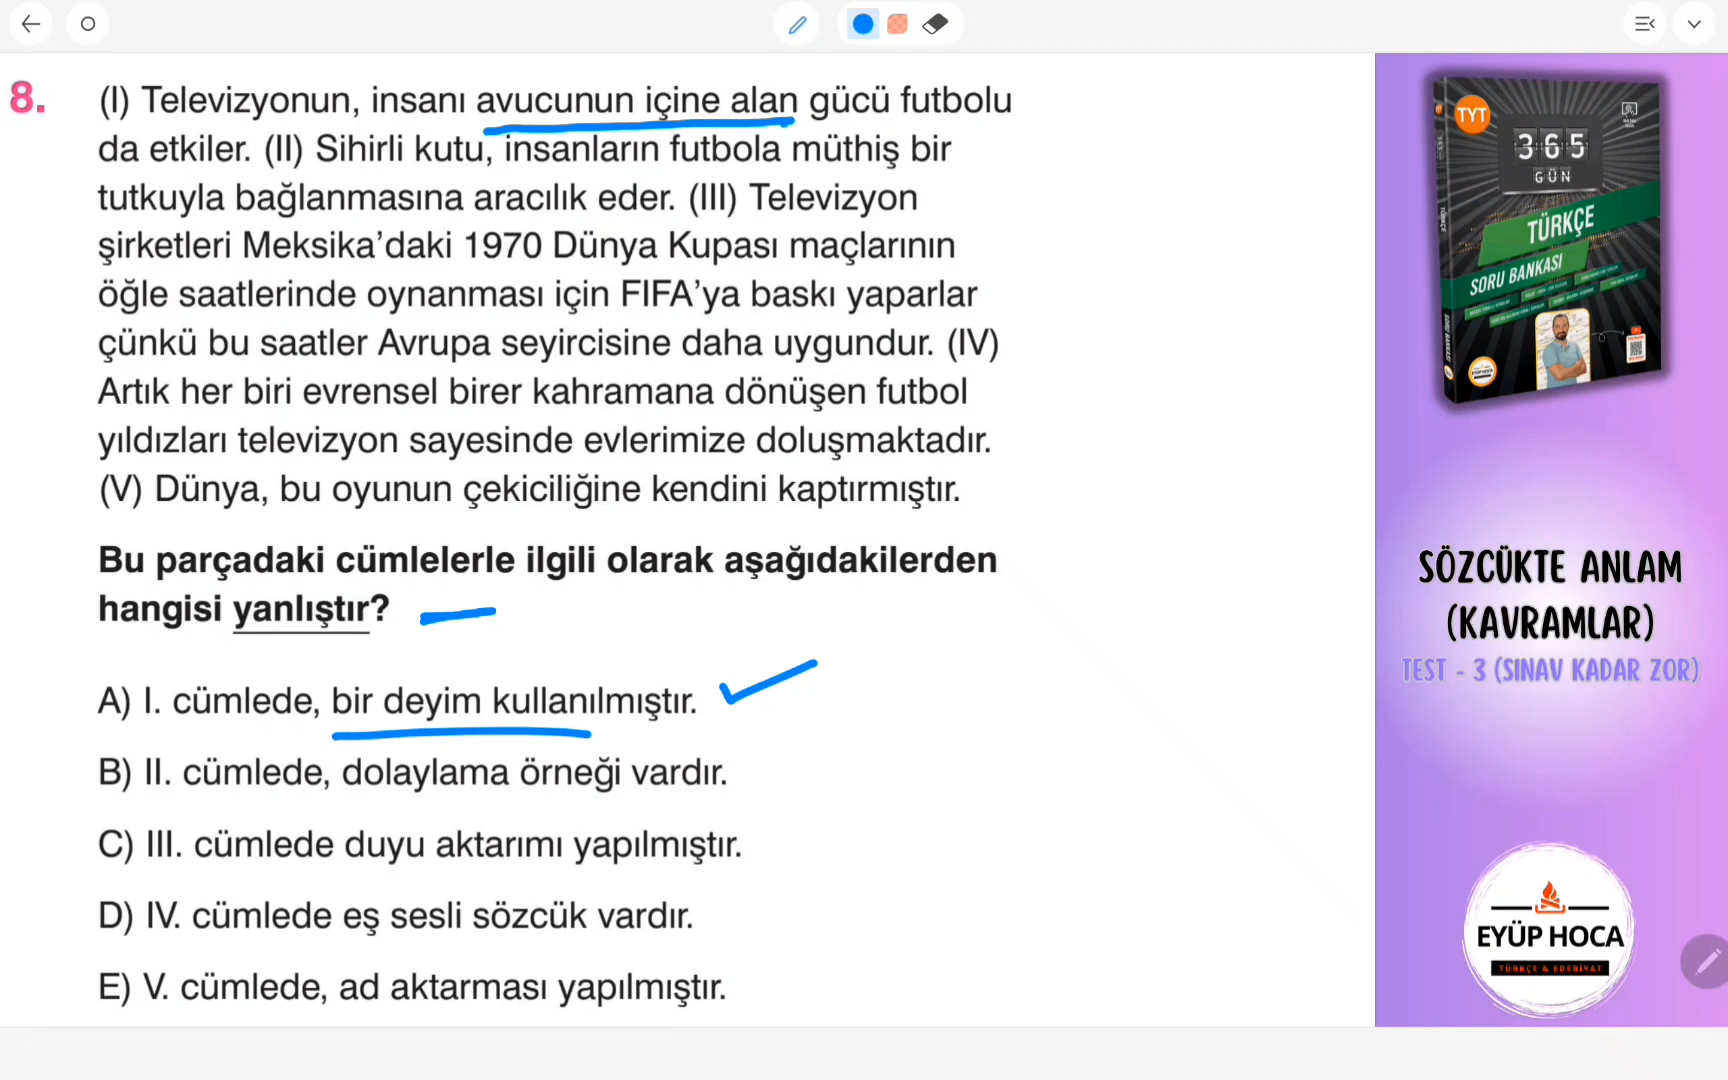 8. (I) Televizyonun, insanı avucunun içine alan gücü futbolu
da etkiler. (II) Sihirli kutu, insanların futbola müthiş bir
tutkuyla bağlanmasına aracılık eder. (III) Televizyon
şirketleri Meksika’daki 1970 Dünya Kupası maçlarının
öğle saatlerinde oynanması için FIFA’ya baskı yaparlar
çünkü bu saatler Avrupa seyircisine daha uygundur. (IV)
Artık her biri evrensel birer kahramana dönüşen futbol
yıldızları televizyon sayesinde evlerimize doluşmaktadır.
(V) Dünya, bu oyunun çekiciliğine kendini kaptırmıştır.
Bu parçadaki cümlelerle ilgili olarak aşağıdakilerden
hangisi yanlıştır?
A) I. cümlede, bir deyim kullanılmıştır.
B) II. cümlede, dolaylama örneği vardır.
C) III. cümlede duyu aktarımı yapılmıştır.
D) IV. cümlede eş sesli sözcük vardır.
E) V. cümlede, ad aktarması yapılmıştır.
TYT
365
GÜN
TÜRKÇE
SORU BANKASI
SÖZCÜKTE ANLAM
(KAVRAMLAR)
TEST - 3 (SINAV KADAR ZOR)
EYÜP HOCA
TÜRKÇE & EDEBİYAT